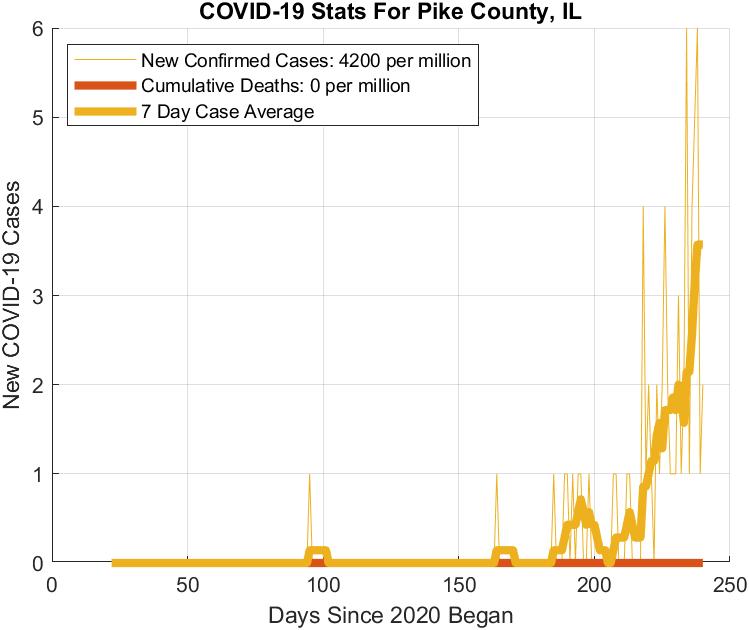 COVID-19 Stats For Pike County, IL
New Confirmed Cases: 4200 per million
Cumulative Deaths: 0 per million
7 Day Case Average
New COVID-19 Cases
6
5
4
3
2
1
0
0 50 100 150 200 250
Days Since 2020 Began